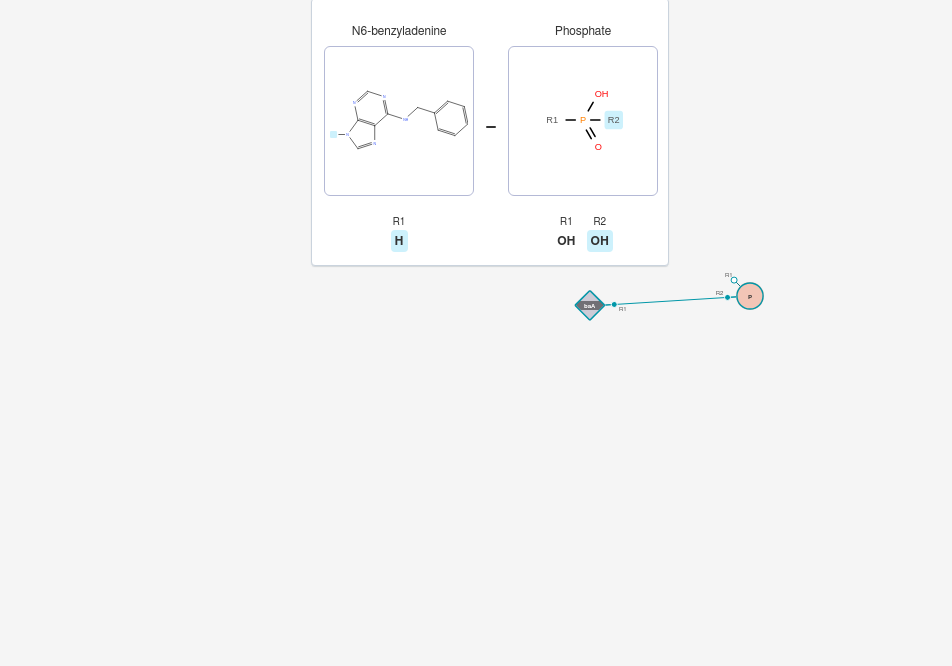 N6-benzyladenine
Phosphate
N
N
NH
N
N
OH
R1
P
R2
O
R1
H
R1 R2
OH OH
R1
R2
P
baA
R1